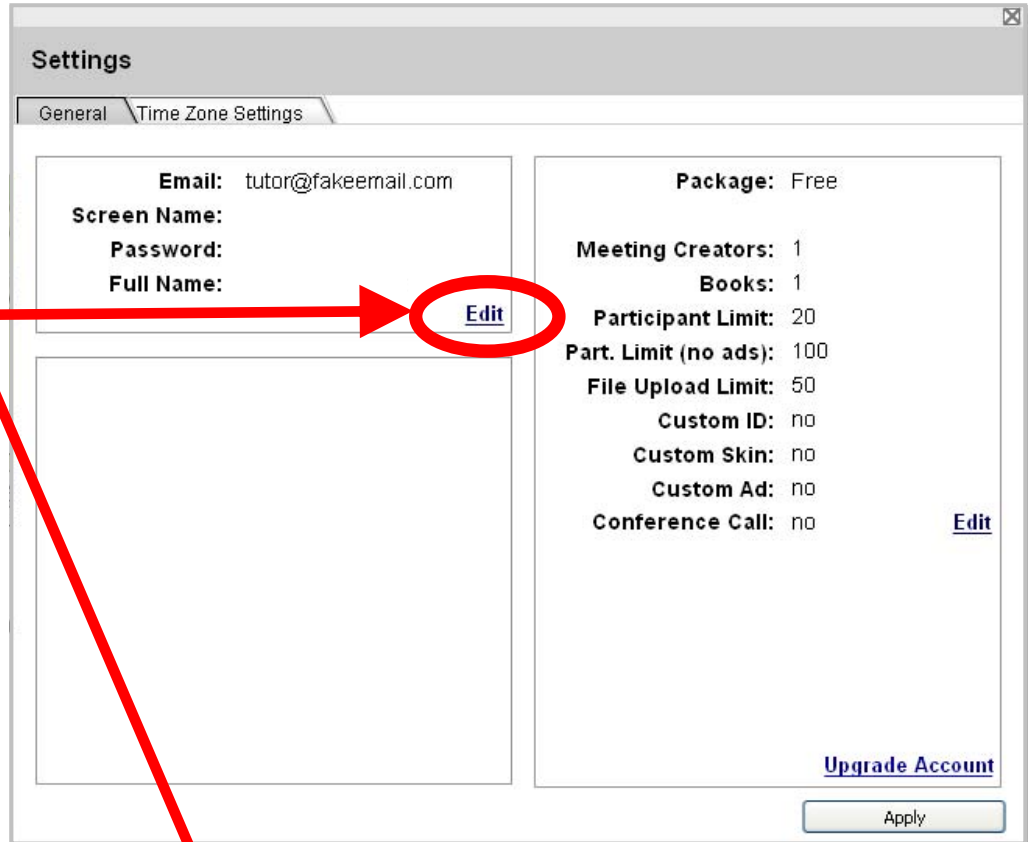 Settings
General
Time Zone Settings
Email: tutor@fakeemail.com
Screen Name:
Password:
Full Name:
Edit
Package: Free
Meeting Creators: 1
Books: 1
Participant Limit: 20
Part. Limit (no ads): 100
File Upload Limit: 50
Custom ID: no
Custom Skin: no
Custom Ad: no
Conference Call: no
Edit
Upgrade Account
Apply